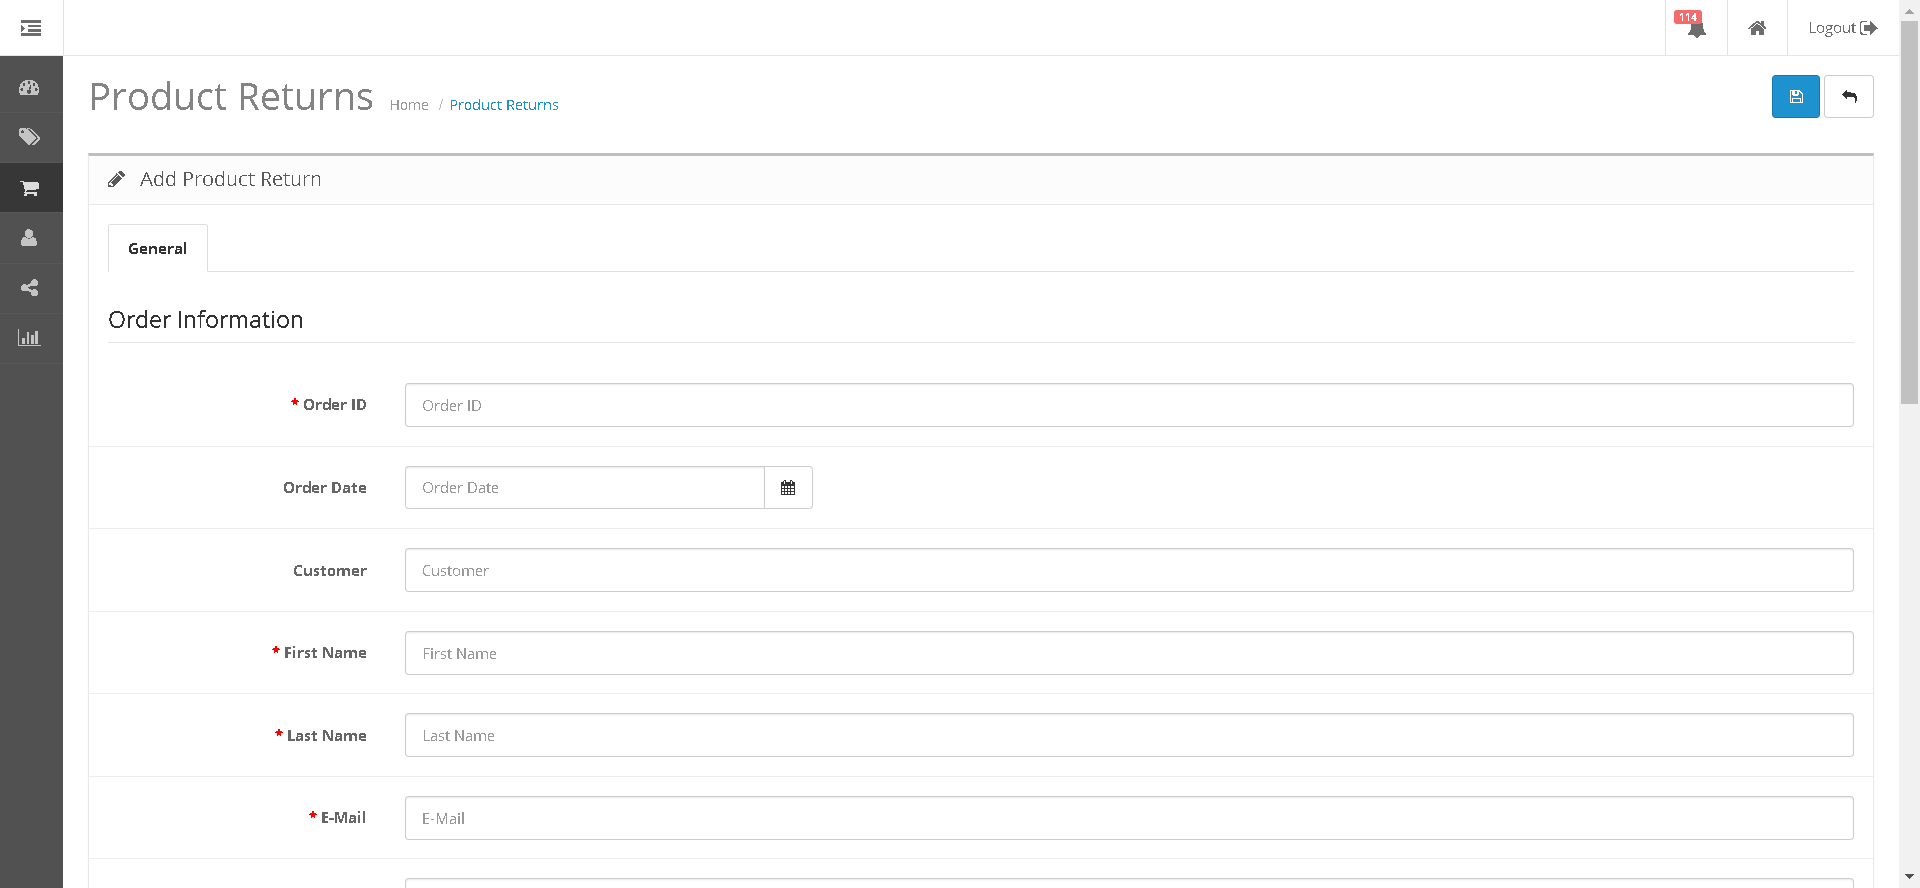 114
Logout
Product Returns
Home / Product Returns
Add Product Return
General
Order Information
* Order ID
Order ID
Order Date
Order Date
Customer
Customer
* First Name
First Name
* Last Name
Last Name
* E-Mail
E-Mail